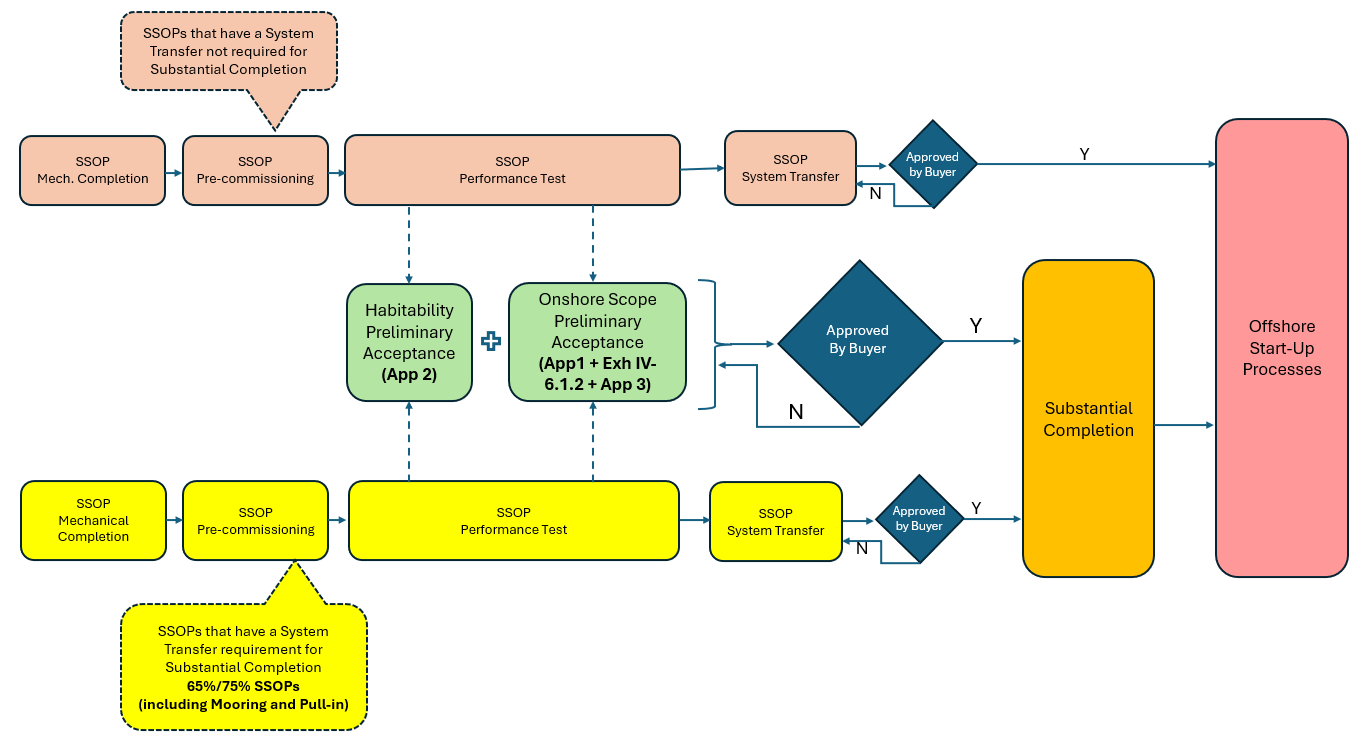 SSOPs that have a System
Transfer not required for
Substantial Completion
SSOP
Mech. Completion
SSOP
Pre-commissioning
SSOP
Performance Test
SSOP
System Transfer
Approved
by Buyer
Y
N
Habitability
Preliminary
Acceptance
(App 2)
Onshore Scope
Preliminary
Acceptance
(App1 + Exh IV-
6.1.2 + App 3)
Approved
By Buyer
Y
N
Substantial
Completion
Offshore
Start-Up
Processes
SSOP
Mechanical
Completion
SSOP
Pre-commissioning
SSOP
Performance Test
SSOP
System Transfer
Approved
by Buyer
Y
N
SSOPs that have a System
Transfer requirement for
Substantial Completion
65%/75% SSOPs
(including Mooring and Pull-in)